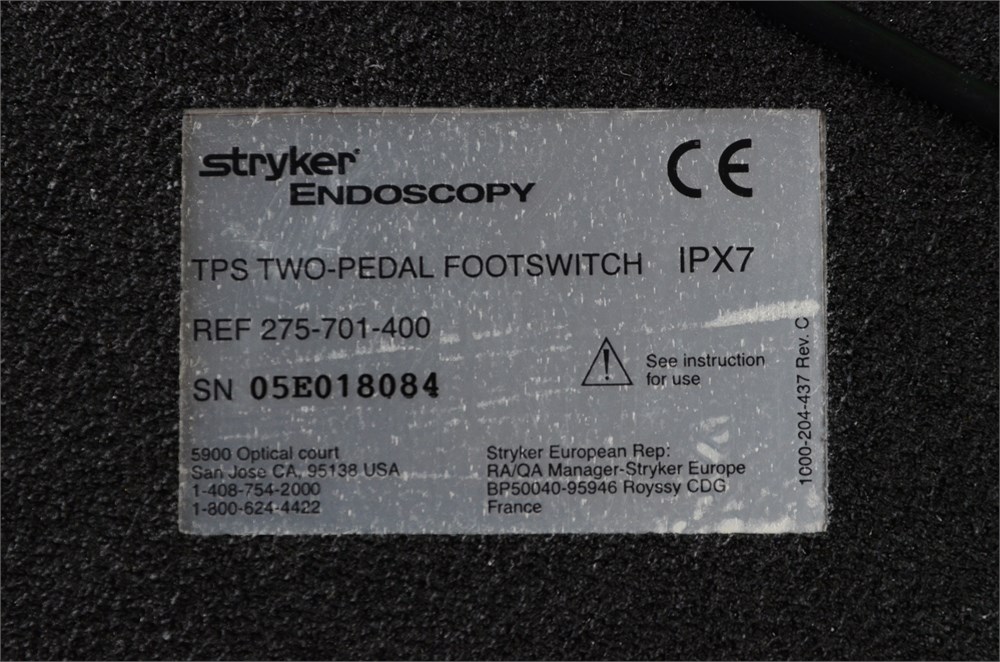 stryker
ENDOSCOPY
CE
TPS TWO-PEDAL FOOTSWITCH IPX7
REF 275-701-400
SN 05E018084
See instruction
for use
1000-204-437 Rev. C
5900 Optical court
San Jose CA, 95138 USA
1-408-754-2000
1-800-624-4422
Stryker European Rep:
RA/QA Manager-Stryker Europe
BP50040-95946 Royssy CDG
France